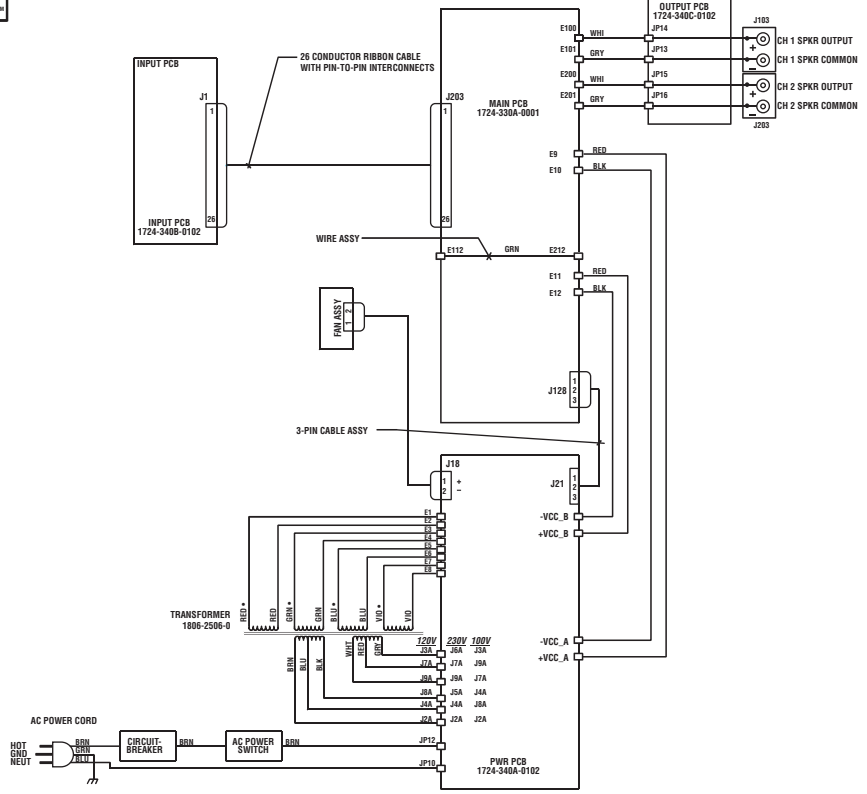 OUTPUT PCB
1724-340C-0102
J103
E100
WHI
JP14
CH 1 SPKR OUTPUT
+
E101
GRY
JP13
CH 1 SPKR COMMON
–
E200
WHI
JP15
CH 2 SPKR OUTPUT
+
E201
GRY
JP16
CH 2 SPKR COMMON
–
J203
INPUT PCB
26 CONDUCTOR RIBBON CABLE
WITH PIN-TO-PIN INTERCONNECTS
J1
1
26
INPUT PCB
1724-340B-0102
J203
1
26
MAIN PCB
1724-330A-0001
E9
RED
E10
BLK
WIRE ASSY
E112
GRN
E212
E11
RED
E12
BLK
FAN ASSY
1 2
J128
1
2
3
3-PIN CABLE ASSY
J18
1 +
2 –
J21
1
2
3
E1
E2
E3
E4
E5
E6
E7
E8
-VCC_B
+VCC_B
-VCC_A
+VCC_A
TRANSFORMER
1806-2506-0
RED •
RED
GRN •
GRN
BLU •
BLU
VIO •
VIO
BRN
BLU
BLK
WHT
RED
GRY
120V 230V 100V
J3A J6A J3A
J7A J7A J9A
J9A J9A J7A
J8A J5A J4A
J4A J4A J8A
J2A J2A J2A
AC POWER CORD
HOT
GND
NEUT
BRN
GRN
BLU
CIRCUIT-
BREAKER
BRN
AC POWER
SWITCH
BRN
JP12
JP10
PWR PCB
1724-340A-0102